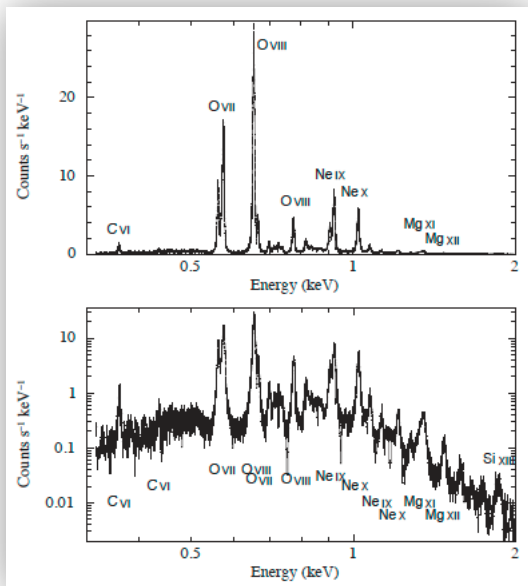 Counts s⁻¹ keV⁻¹
20
10
0
O VIII
O VII
Ne IX
O VIII
Ne X
C VI
Mg XI
Mg XII
0.5
1
2
Energy (keV)
Counts s⁻¹ keV⁻¹
10
1
0.1
0.01
Si XIII
O VII
O VIII
O VII
O VIII
Ne IX
Ne X
C VI
C VI
Ne IX
Ne X
Mg XI
Mg XII
0.5
1
2
Energy (keV)